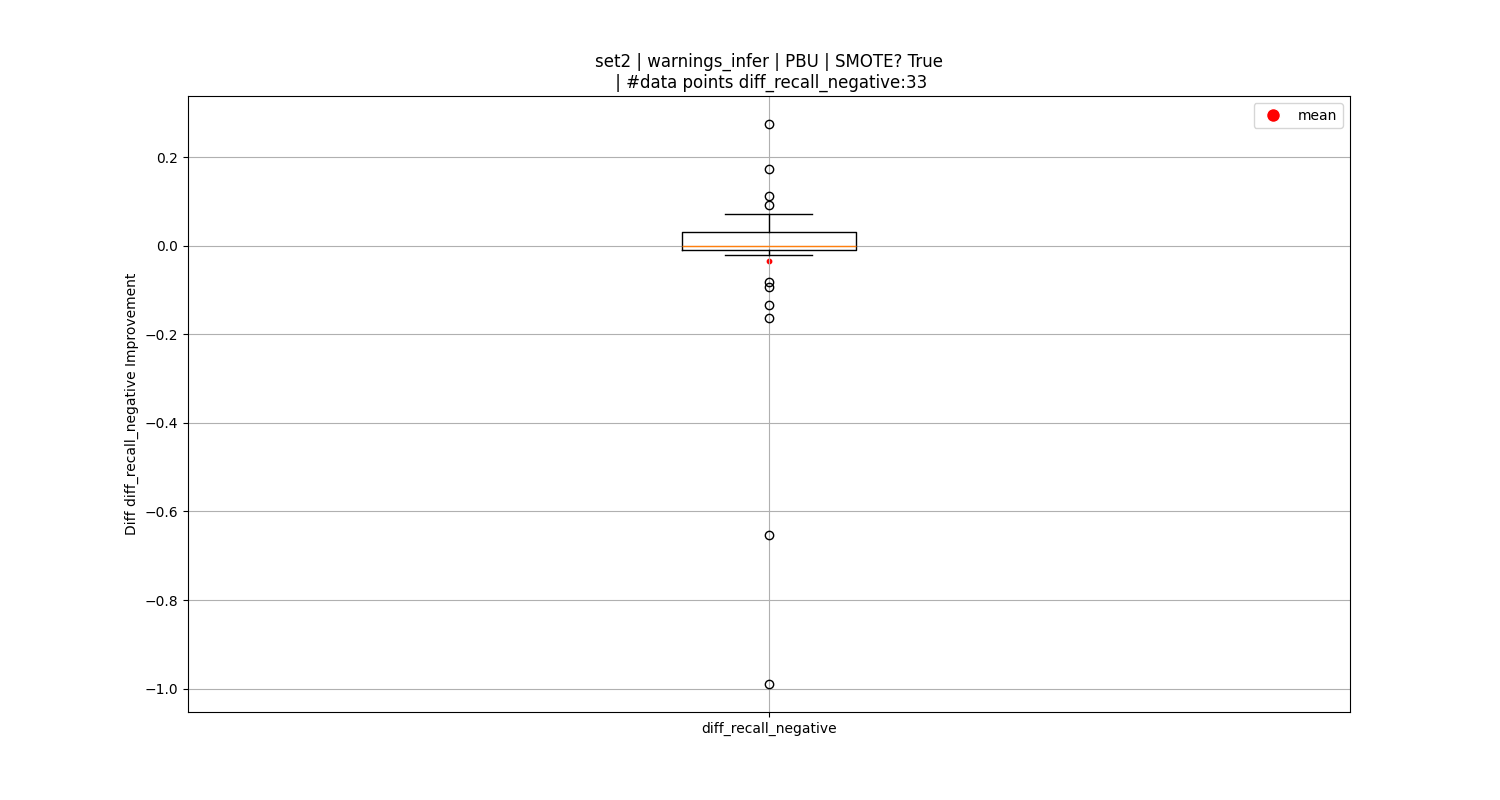 set2 | warnings_infer | PBU | SMOTE? True
| #data points diff_recall_negative:33
mean
0.2
0.0
−0.2
−0.4
−0.6
−0.8
−1.0
Diff diff_recall_negative Improvement
diff_recall_negative